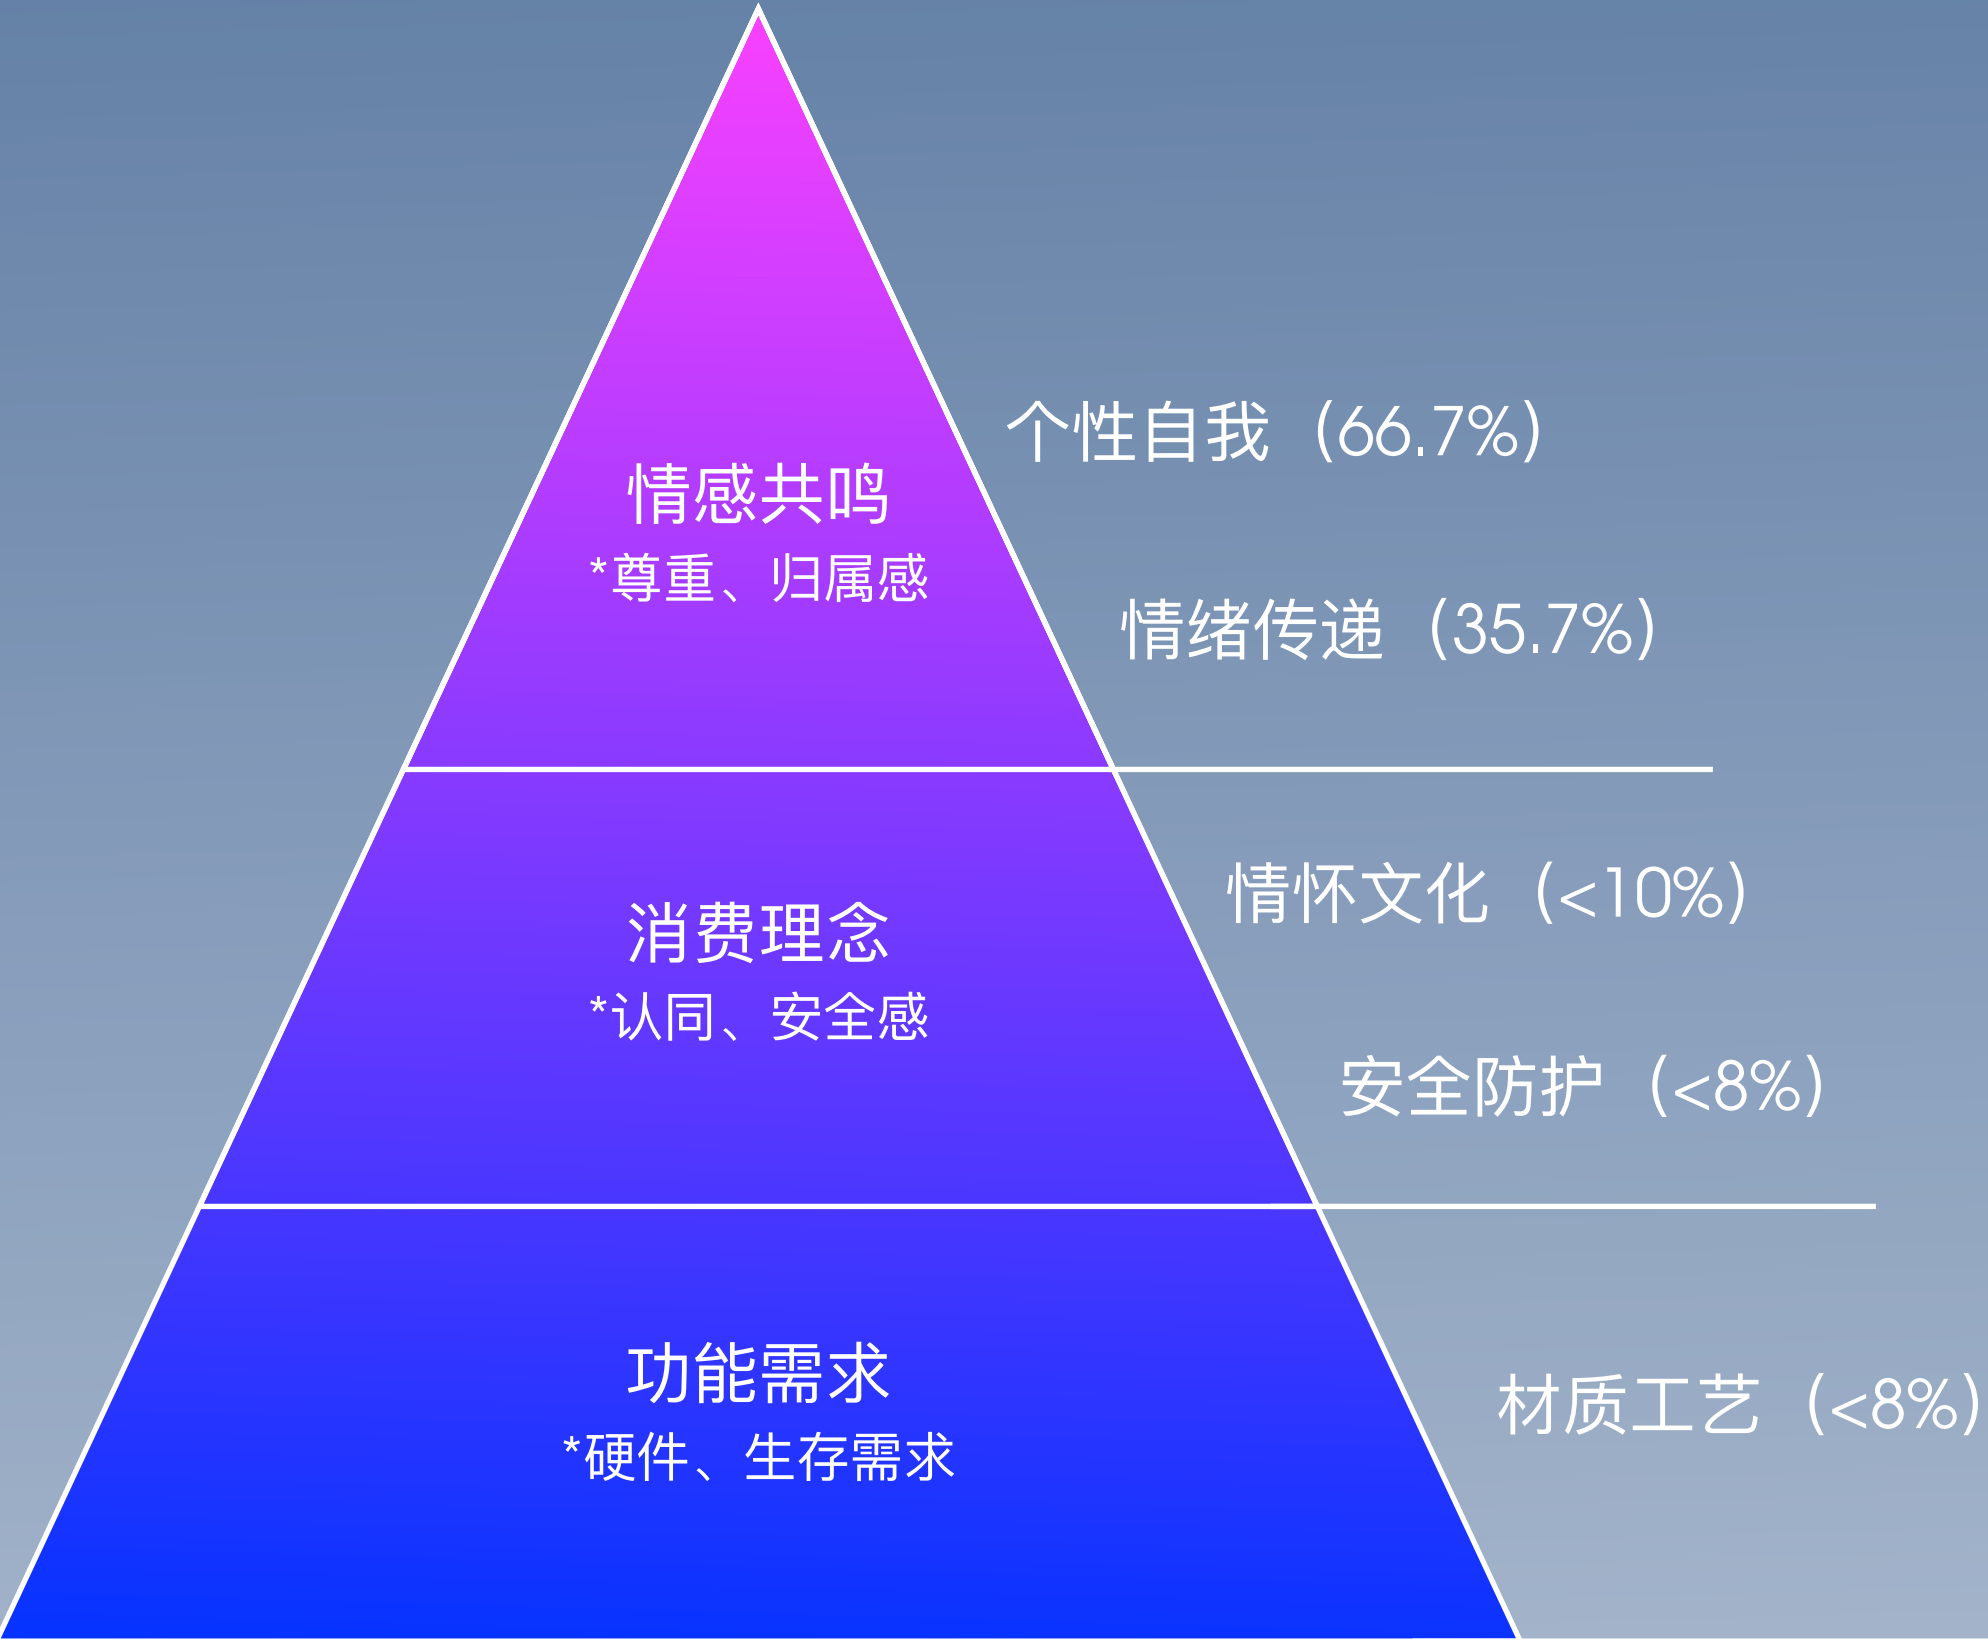 个性自我（66.7%）
情感共鸣
*尊重、归属感
情绪传递（35.7%）
情怀文化（<10%）
消费理念
*认同、安全感
安全防护（<8%）
功能需求
*硬件、生存需求
材质工艺（<8%）